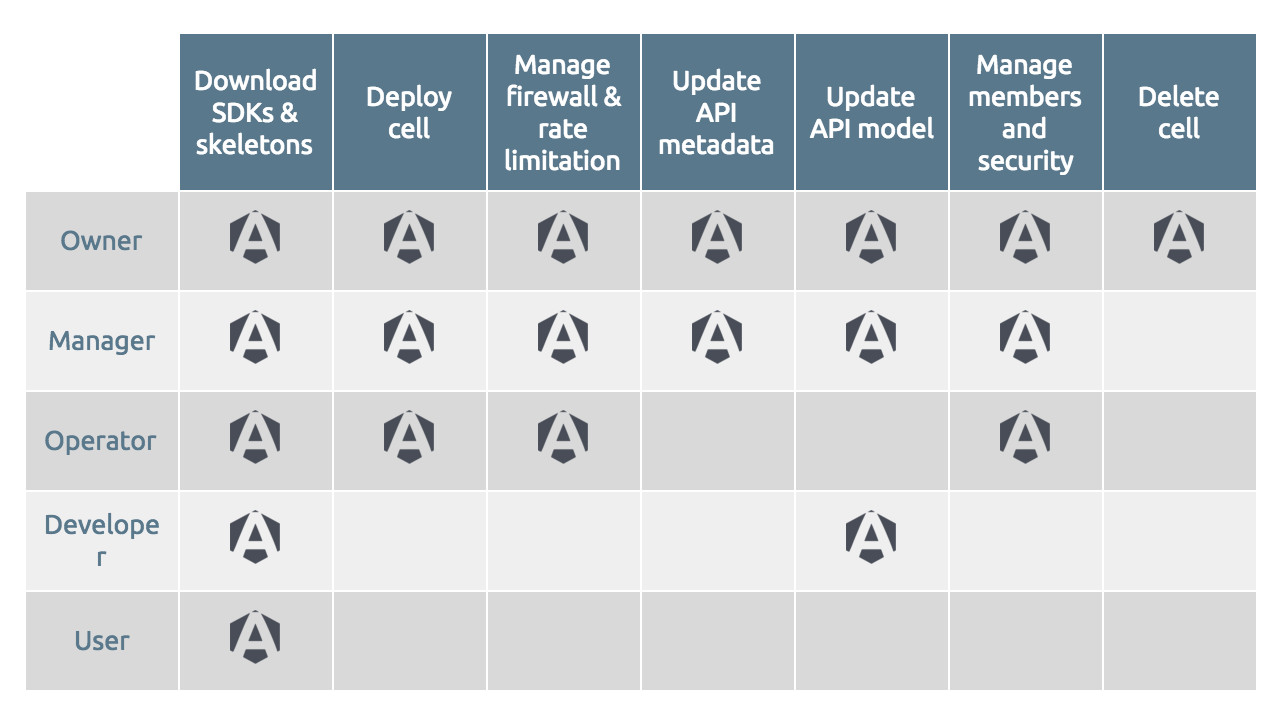 Download
SDKs &
skeletons
Deploy
cell
Manage
firewall &
rate
limitation
Update
API
metadata
Update
API model
Manage
members
and
security
Delete
cell
Owner
Manager
Operator
Develope
r
User